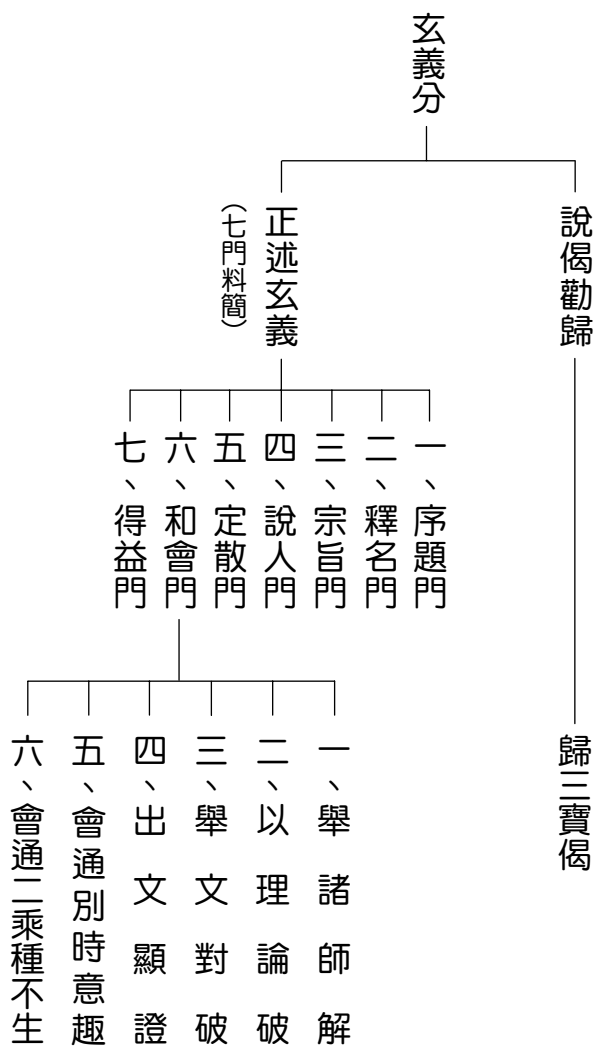 玄義分
說偈勸歸
歸三寶偈
正述玄義
（七門料簡）
一、序題門
二、釋名門
三、宗旨門
四、說人門
五、定散門
六、和會門
七、得益門
一、舉諸師解
二、以理論破
三、舉文對破
四、出文顯證
五、會通別時意趣
六、會通二乘種不生